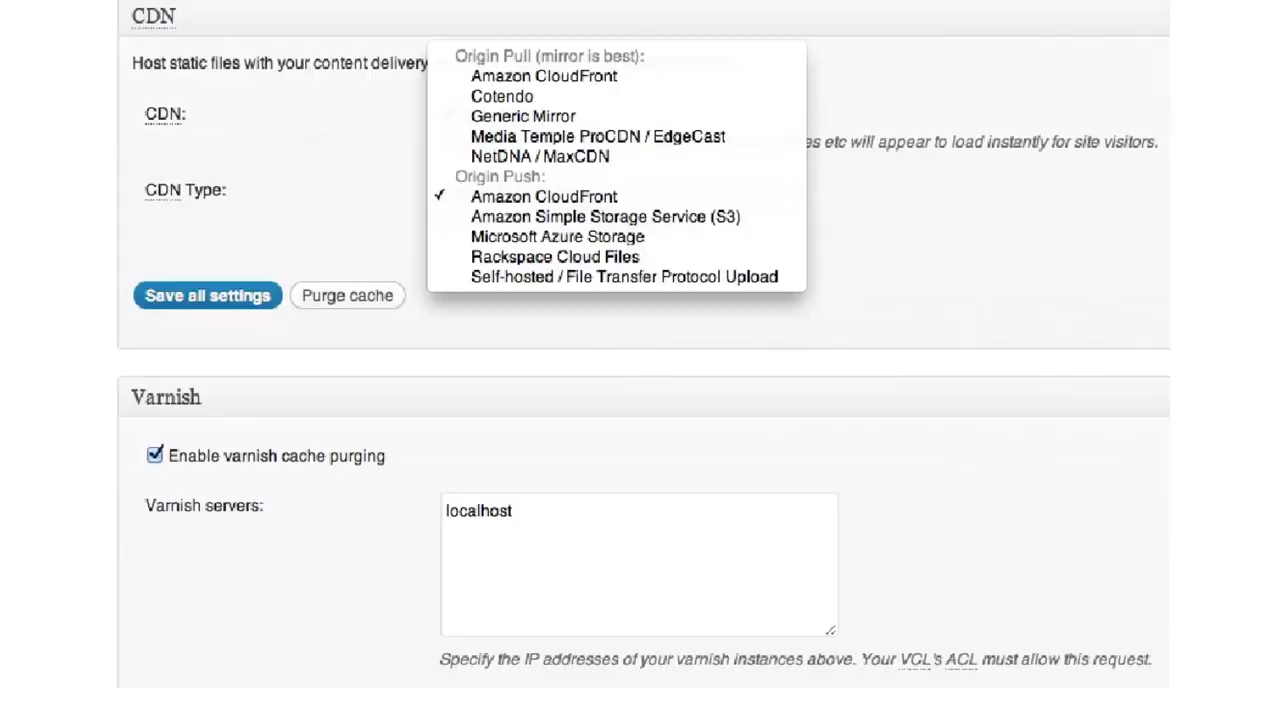 CDN
Host static files with your content delivery
CDN:
Origin Pull (mirror is best):
Amazon CloudFront
Cotendo
Generic Mirror
Media Temple ProCDN / EdgeCast
NetDNA / MaxCDN
es etc will appear to load instantly for site visitors.
CDN Type:
Origin Push:
✓ Amazon CloudFront
Amazon Simple Storage Service (S3)
Microsoft Azure Storage
Rackspace Cloud Files
Self-hosted / File Transfer Protocol Upload
Save all settings
Purge cache
Varnish
Enable varnish cache purging
Varnish servers:
localhost
Specify the IP addresses of your varnish instances above. Your VCL's ACL must allow this request.